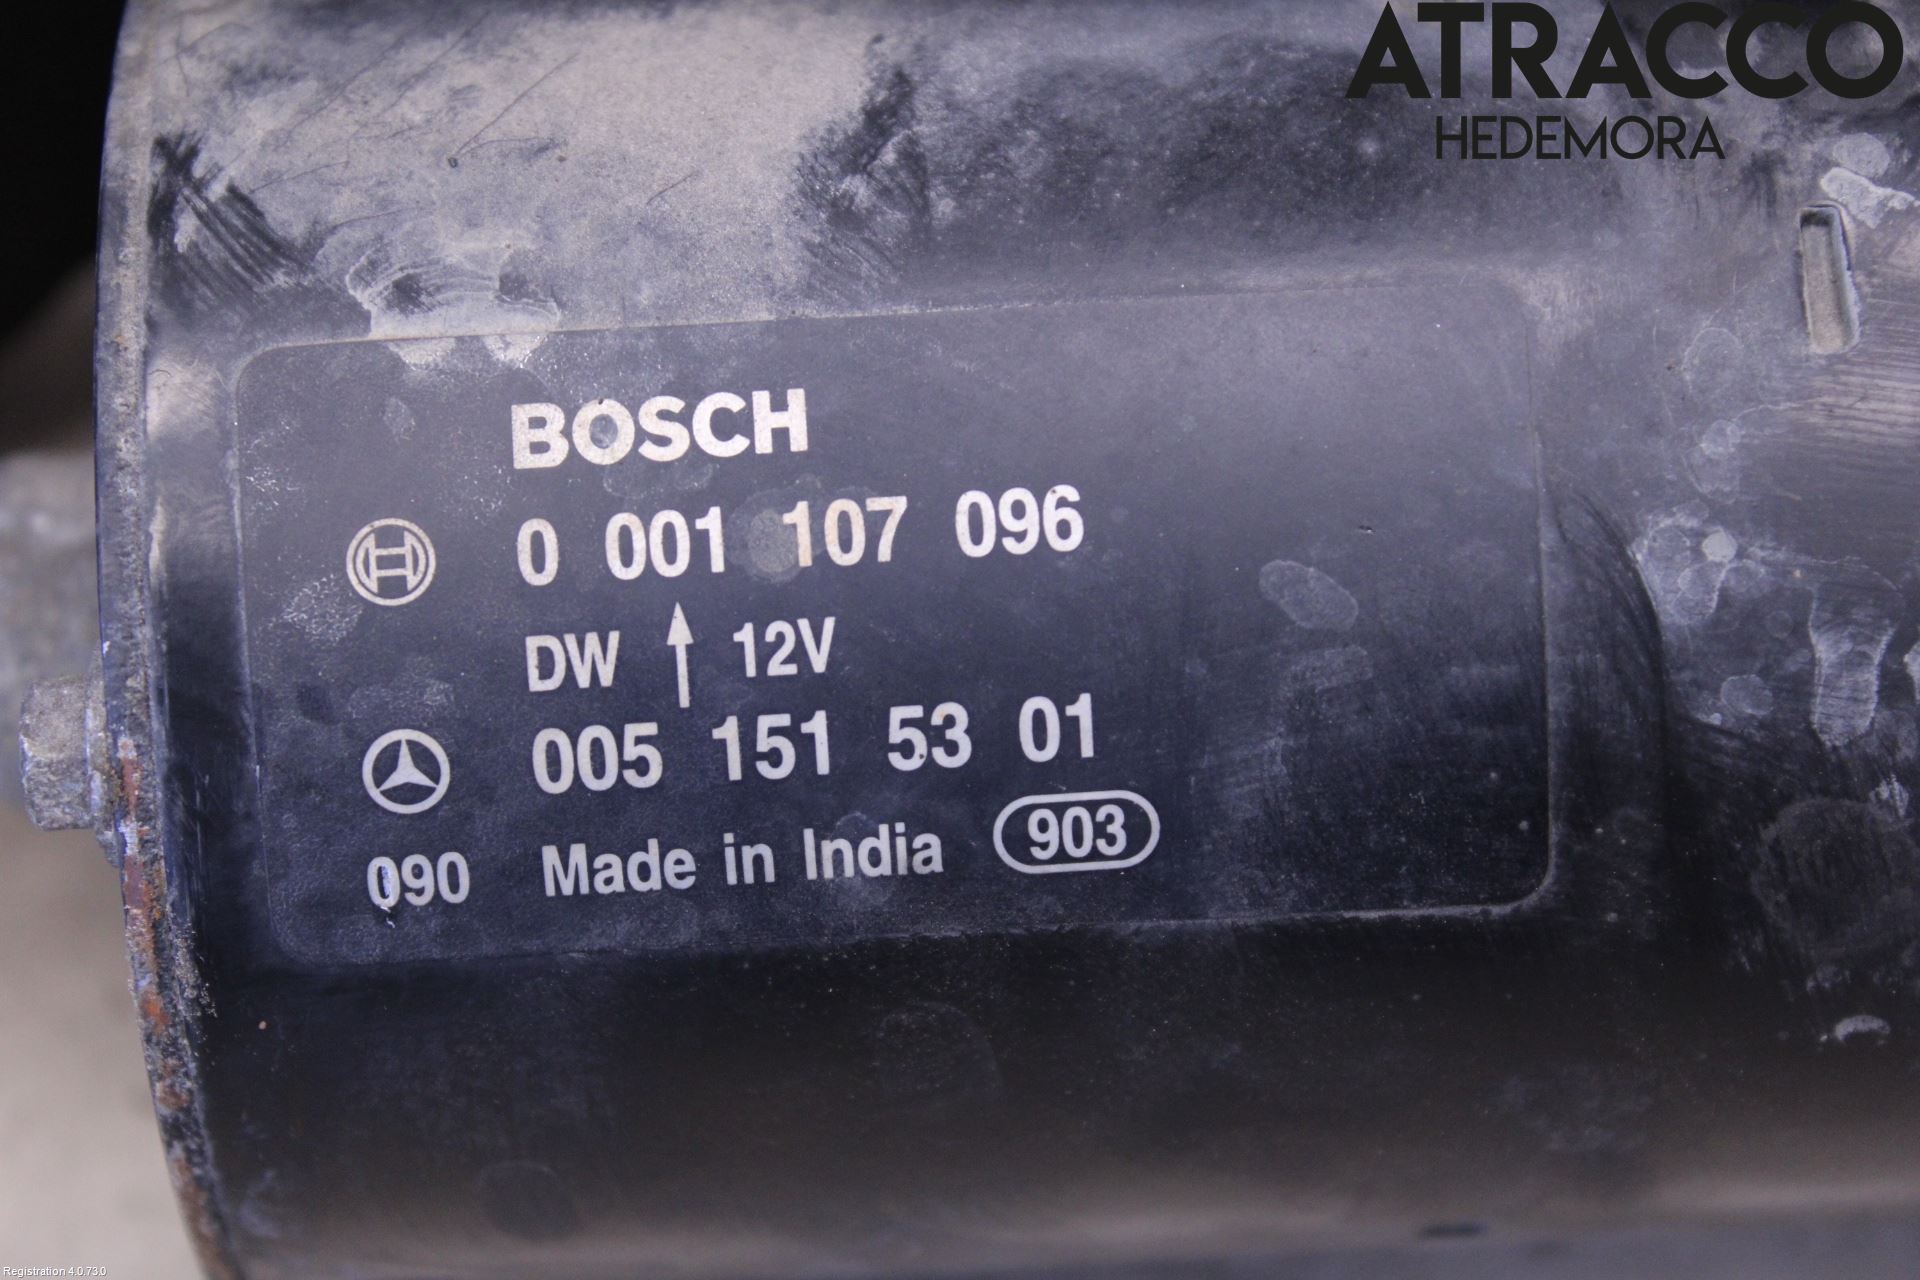 ATRACCO
HEDEMORA
BOSCH
0 001 107 096
DW ↑ 12V
005 151 53 01
090 Made in India 903
Registration 4.0.73.0